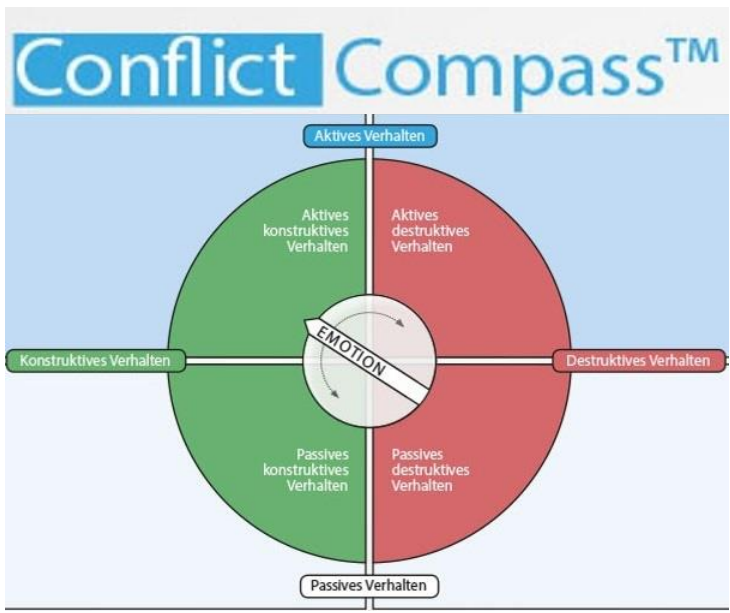 Conflict Compass™
Aktives Verhalten
Aktives
konstruktives
Verhalten
Aktives
destruktives
Verhalten
EMOTION
Konstruktives Verhalten
Destruktives Verhalten
Passives
konstruktives
Verhalten
Passives
destruktives
Verhalten
Passives Verhalten